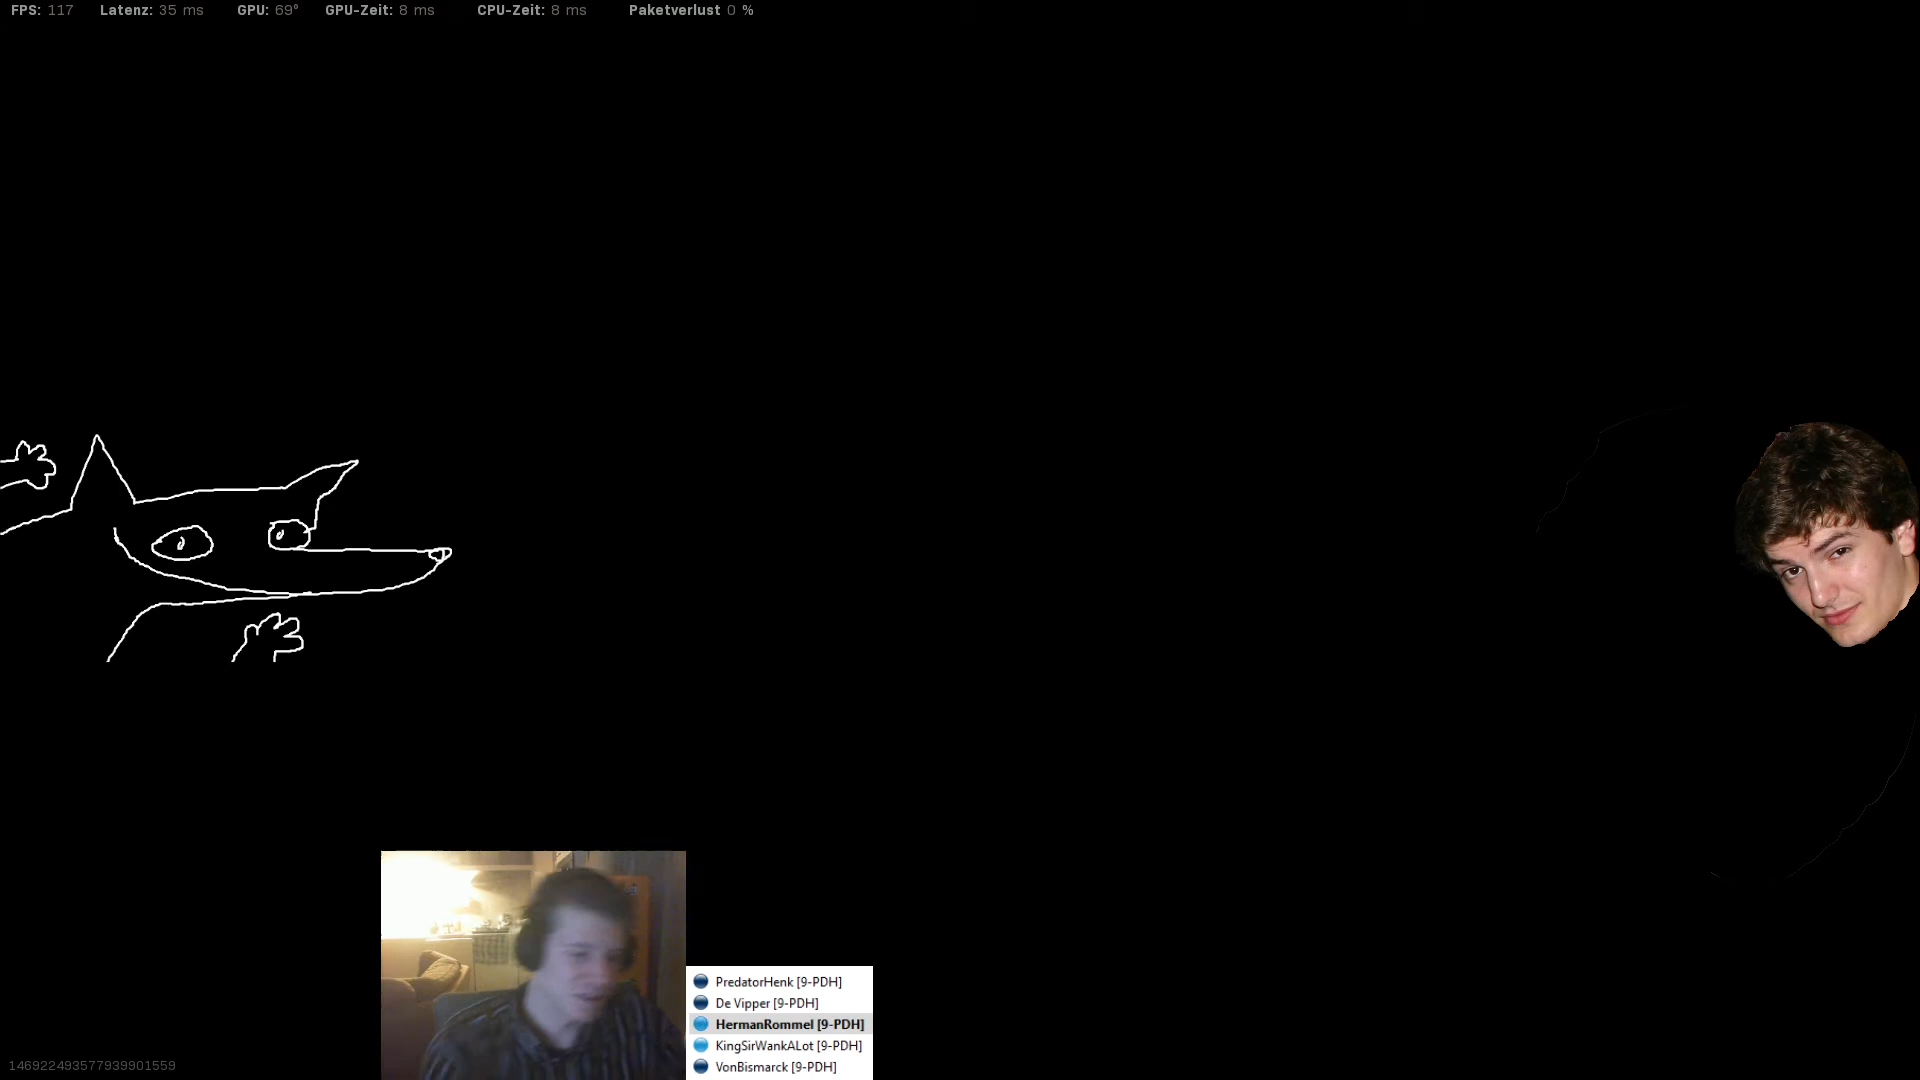 FPS: 117 Latenz: 35 ms GPU: 69° GPU-Zeit: 8 ms CPU-Zeit: 8 ms Paketverlust 0 %
PredatorHenk [9-PDH]
De Vipper [9-PDH]
HermanRommel [9-PDH]
KingSirWankALot [9-PDH]
VonBismarck [9-PDH]
146922493577939901559